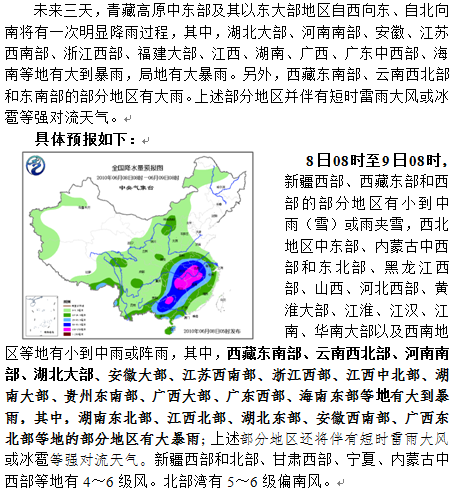 未来三天，青藏高原中东部及其以东大部地区自西向东、自北向
南将有一次明显降雨过程，其中，湖北大部、河南南部、安徽、江苏
西南部、浙江西部、福建大部、江西、湖南、广西、广东中西部、海
南等地有大到暴雨，局地有大暴雨。另外，西藏东南部、云南西北部
和东南部的部分地区有大雨。上述部分地区并伴有短时雷雨大风或冰
雹等强对流天气。
具体预报如下：
全国降水量预报图
中央气象台
8日08时至9日08时，
新疆西部、西藏东部和西
部的部分地区有小到中
雨（雪）或雨夹雪，西北
地区中东部、内蒙古中西
部和东北部、黑龙江西
部、山西、河北西部、黄
淮大部、江淮、江汉、江
南、华南大部以及西南地
区等地有小到中雨或阵雨，其中，西藏东南部、云南西北部、河南南
部、湖北大部、安徽大部、江苏西南部、浙江西部、江西中北部、湖
南大部、贵州东南部、广西大部、广东西部、海南东部等地有大到暴
雨，其中，湖南东北部、江西北部、湖北东部、安徽西南部、广西东
北部等地的部分地区有大暴雨；上述部分地区还将伴有短时雷雨大风
或冰雹等强对流天气。新疆西部和北部、甘肃西部、宁夏、内蒙古中
西部等地有 4～6 级风。北部湾有 5～6 级偏南风。